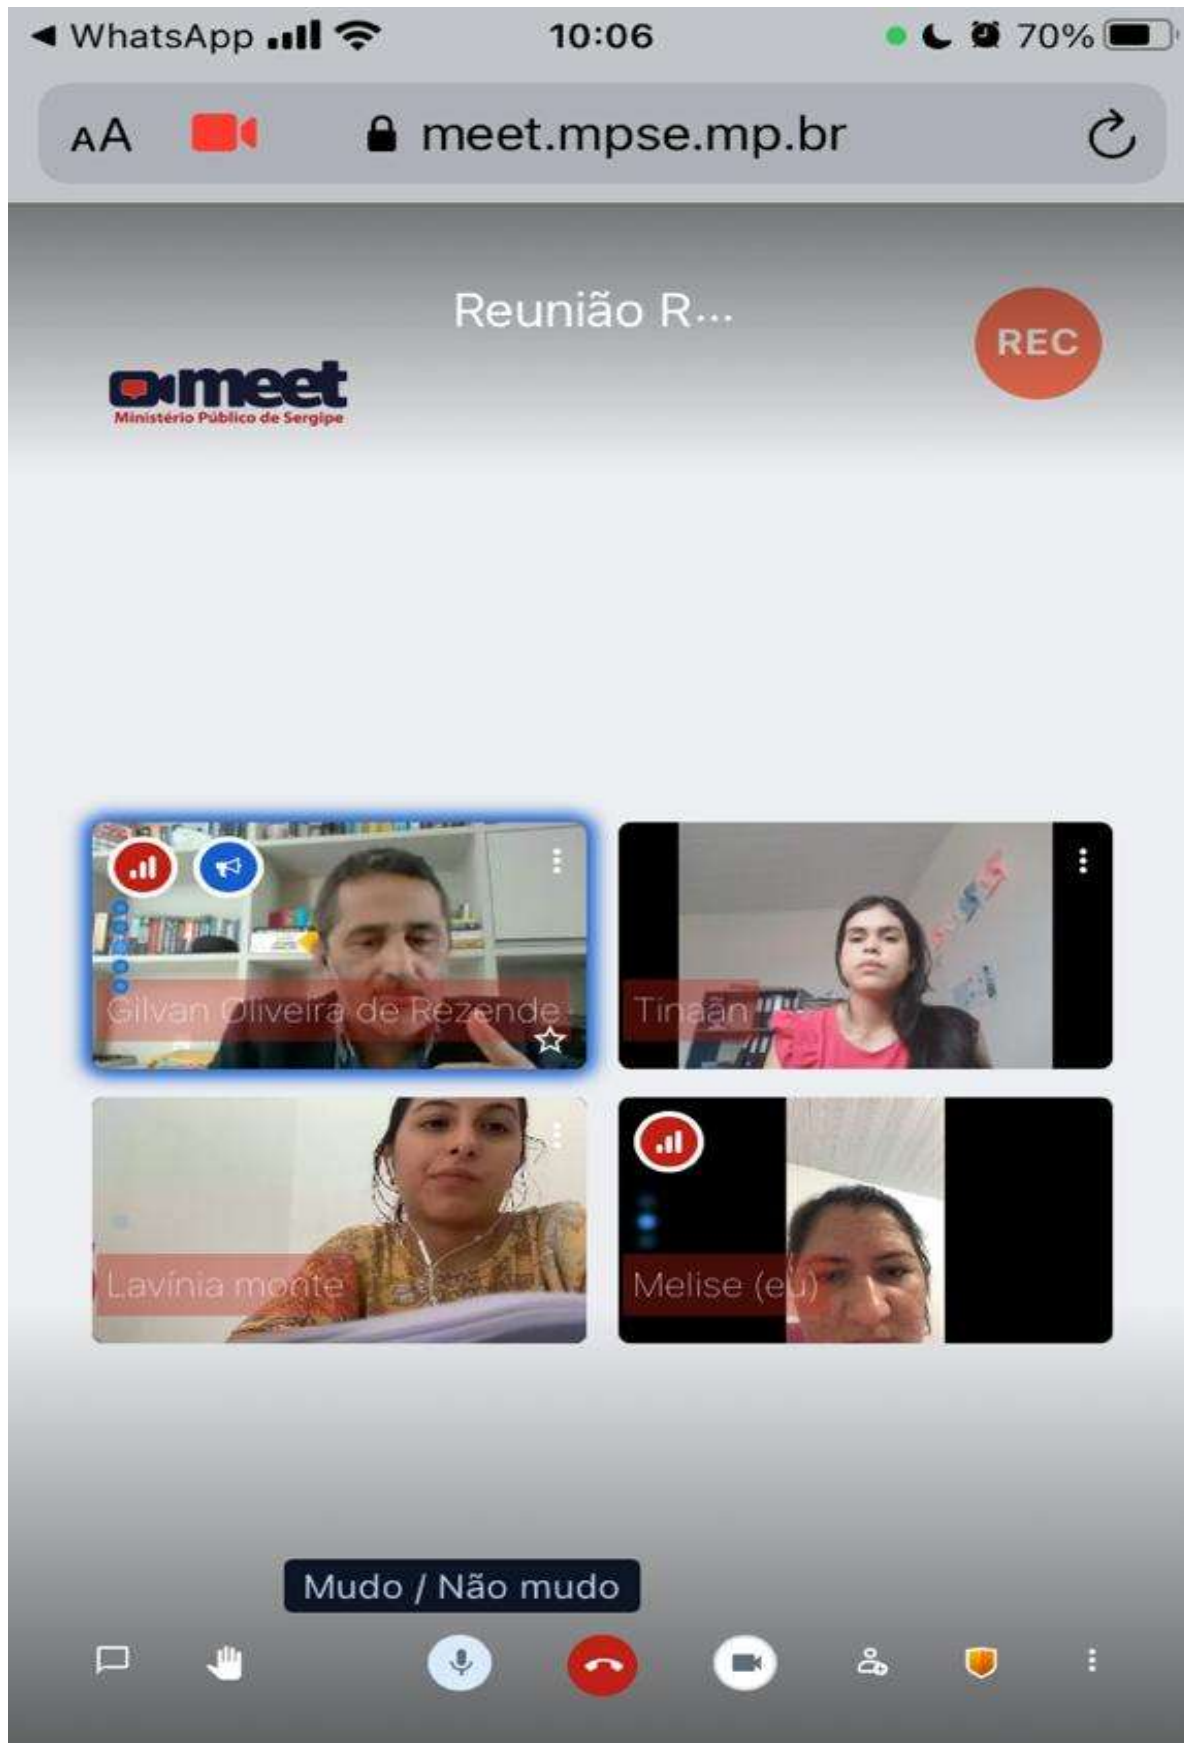 WhatsApp 10:06 70%
AA meet.mpse.mp.br
Reunião R...
REC
meet
Ministério Público de Sergipe
Gilvan Oliveira de Rezende
Tinaãn
Lavínia monte
Melise (eu)
Mudo / Não mudo